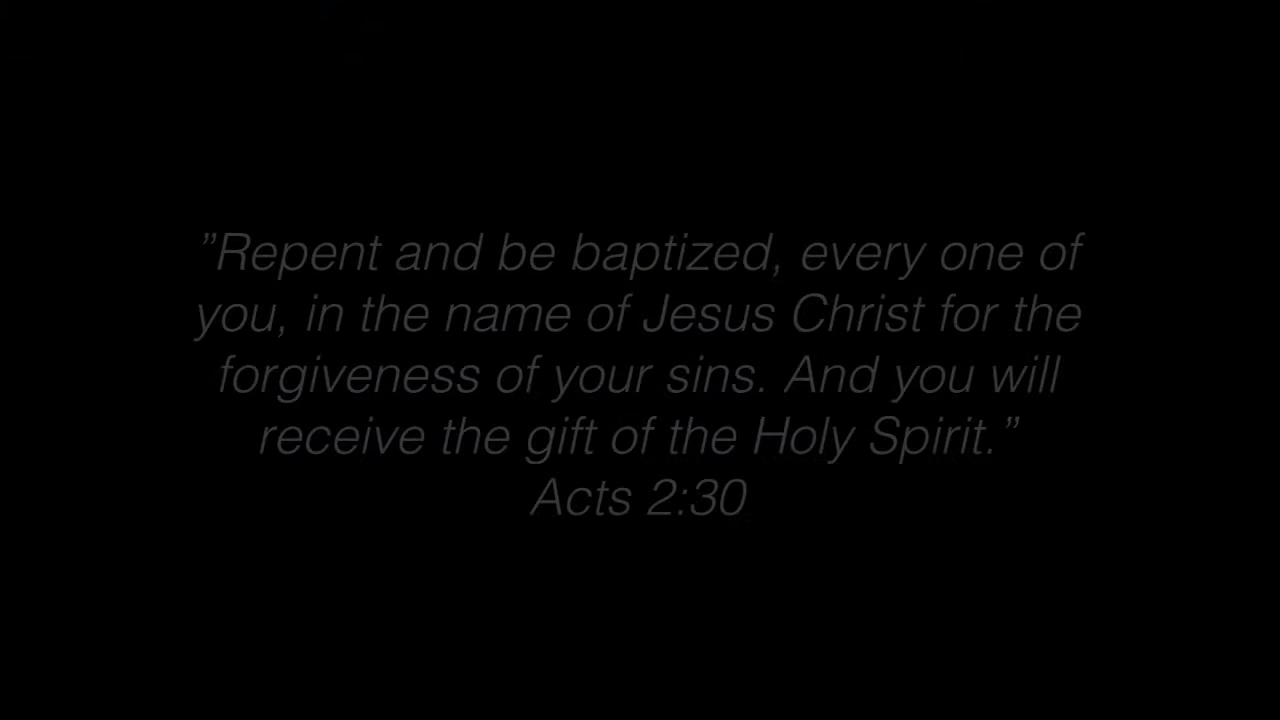 ”Repent and be baptized, every one of
you, in the name of Jesus Christ for the
forgiveness of your sins. And you will
receive the gift of the Holy Spirit.”
Acts 2:30